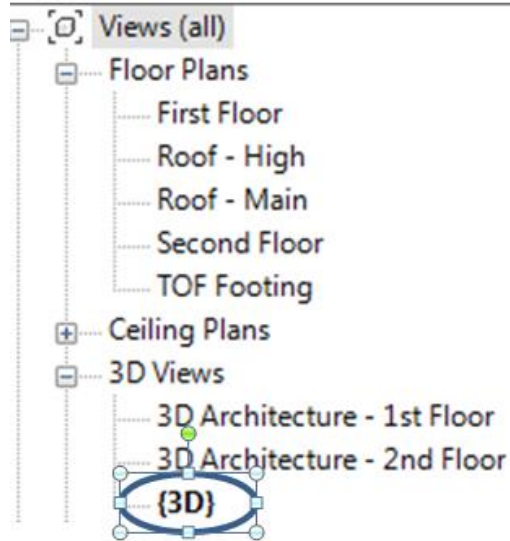 Views (all)
Floor Plans
First Floor
Roof - High
Roof - Main
Second Floor
TOF Footing
Ceiling Plans
3D Views
3D Architecture - 1st Floor
3D Architecture - 2nd Floor
{3D}